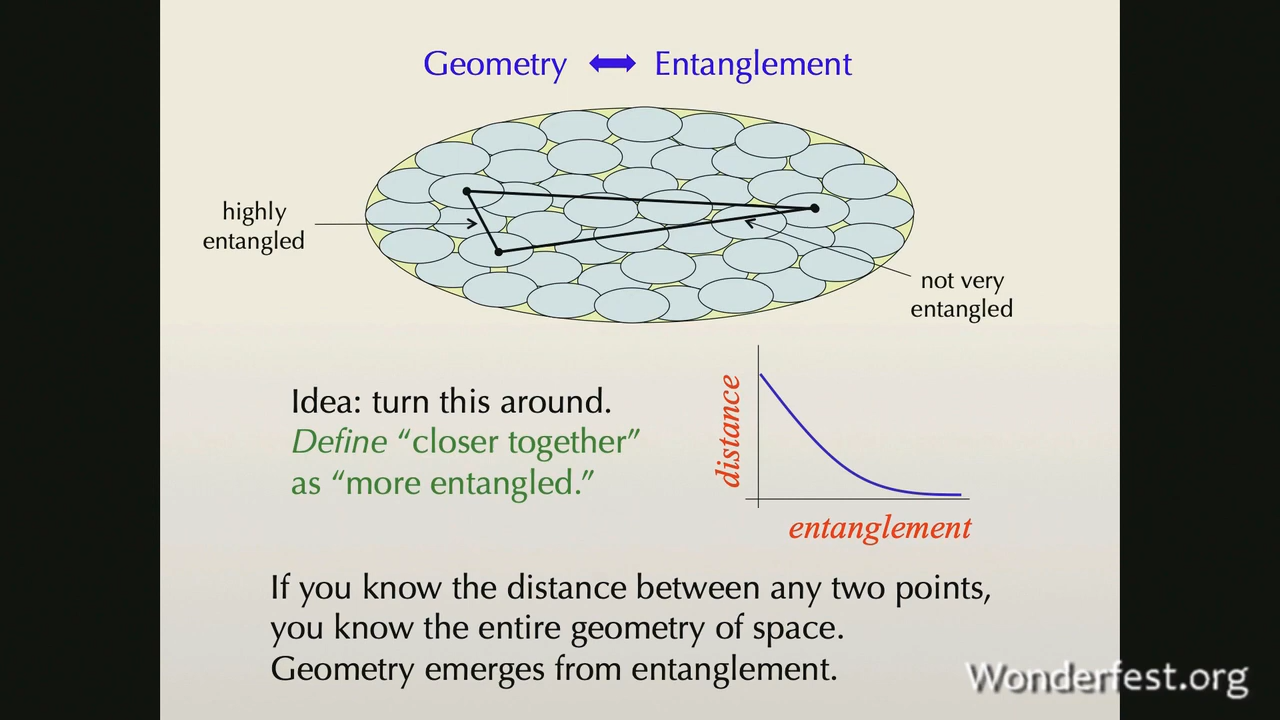 Geometry ↔ Entanglement
highly
entangled
not very
entangled
Idea: turn this around.
Define “closer together”
as “more entangled.”
distance
entanglement
If you know the distance between any two points,
you know the entire geometry of space.
Geometry emerges from entanglement.
Wonderfest.org